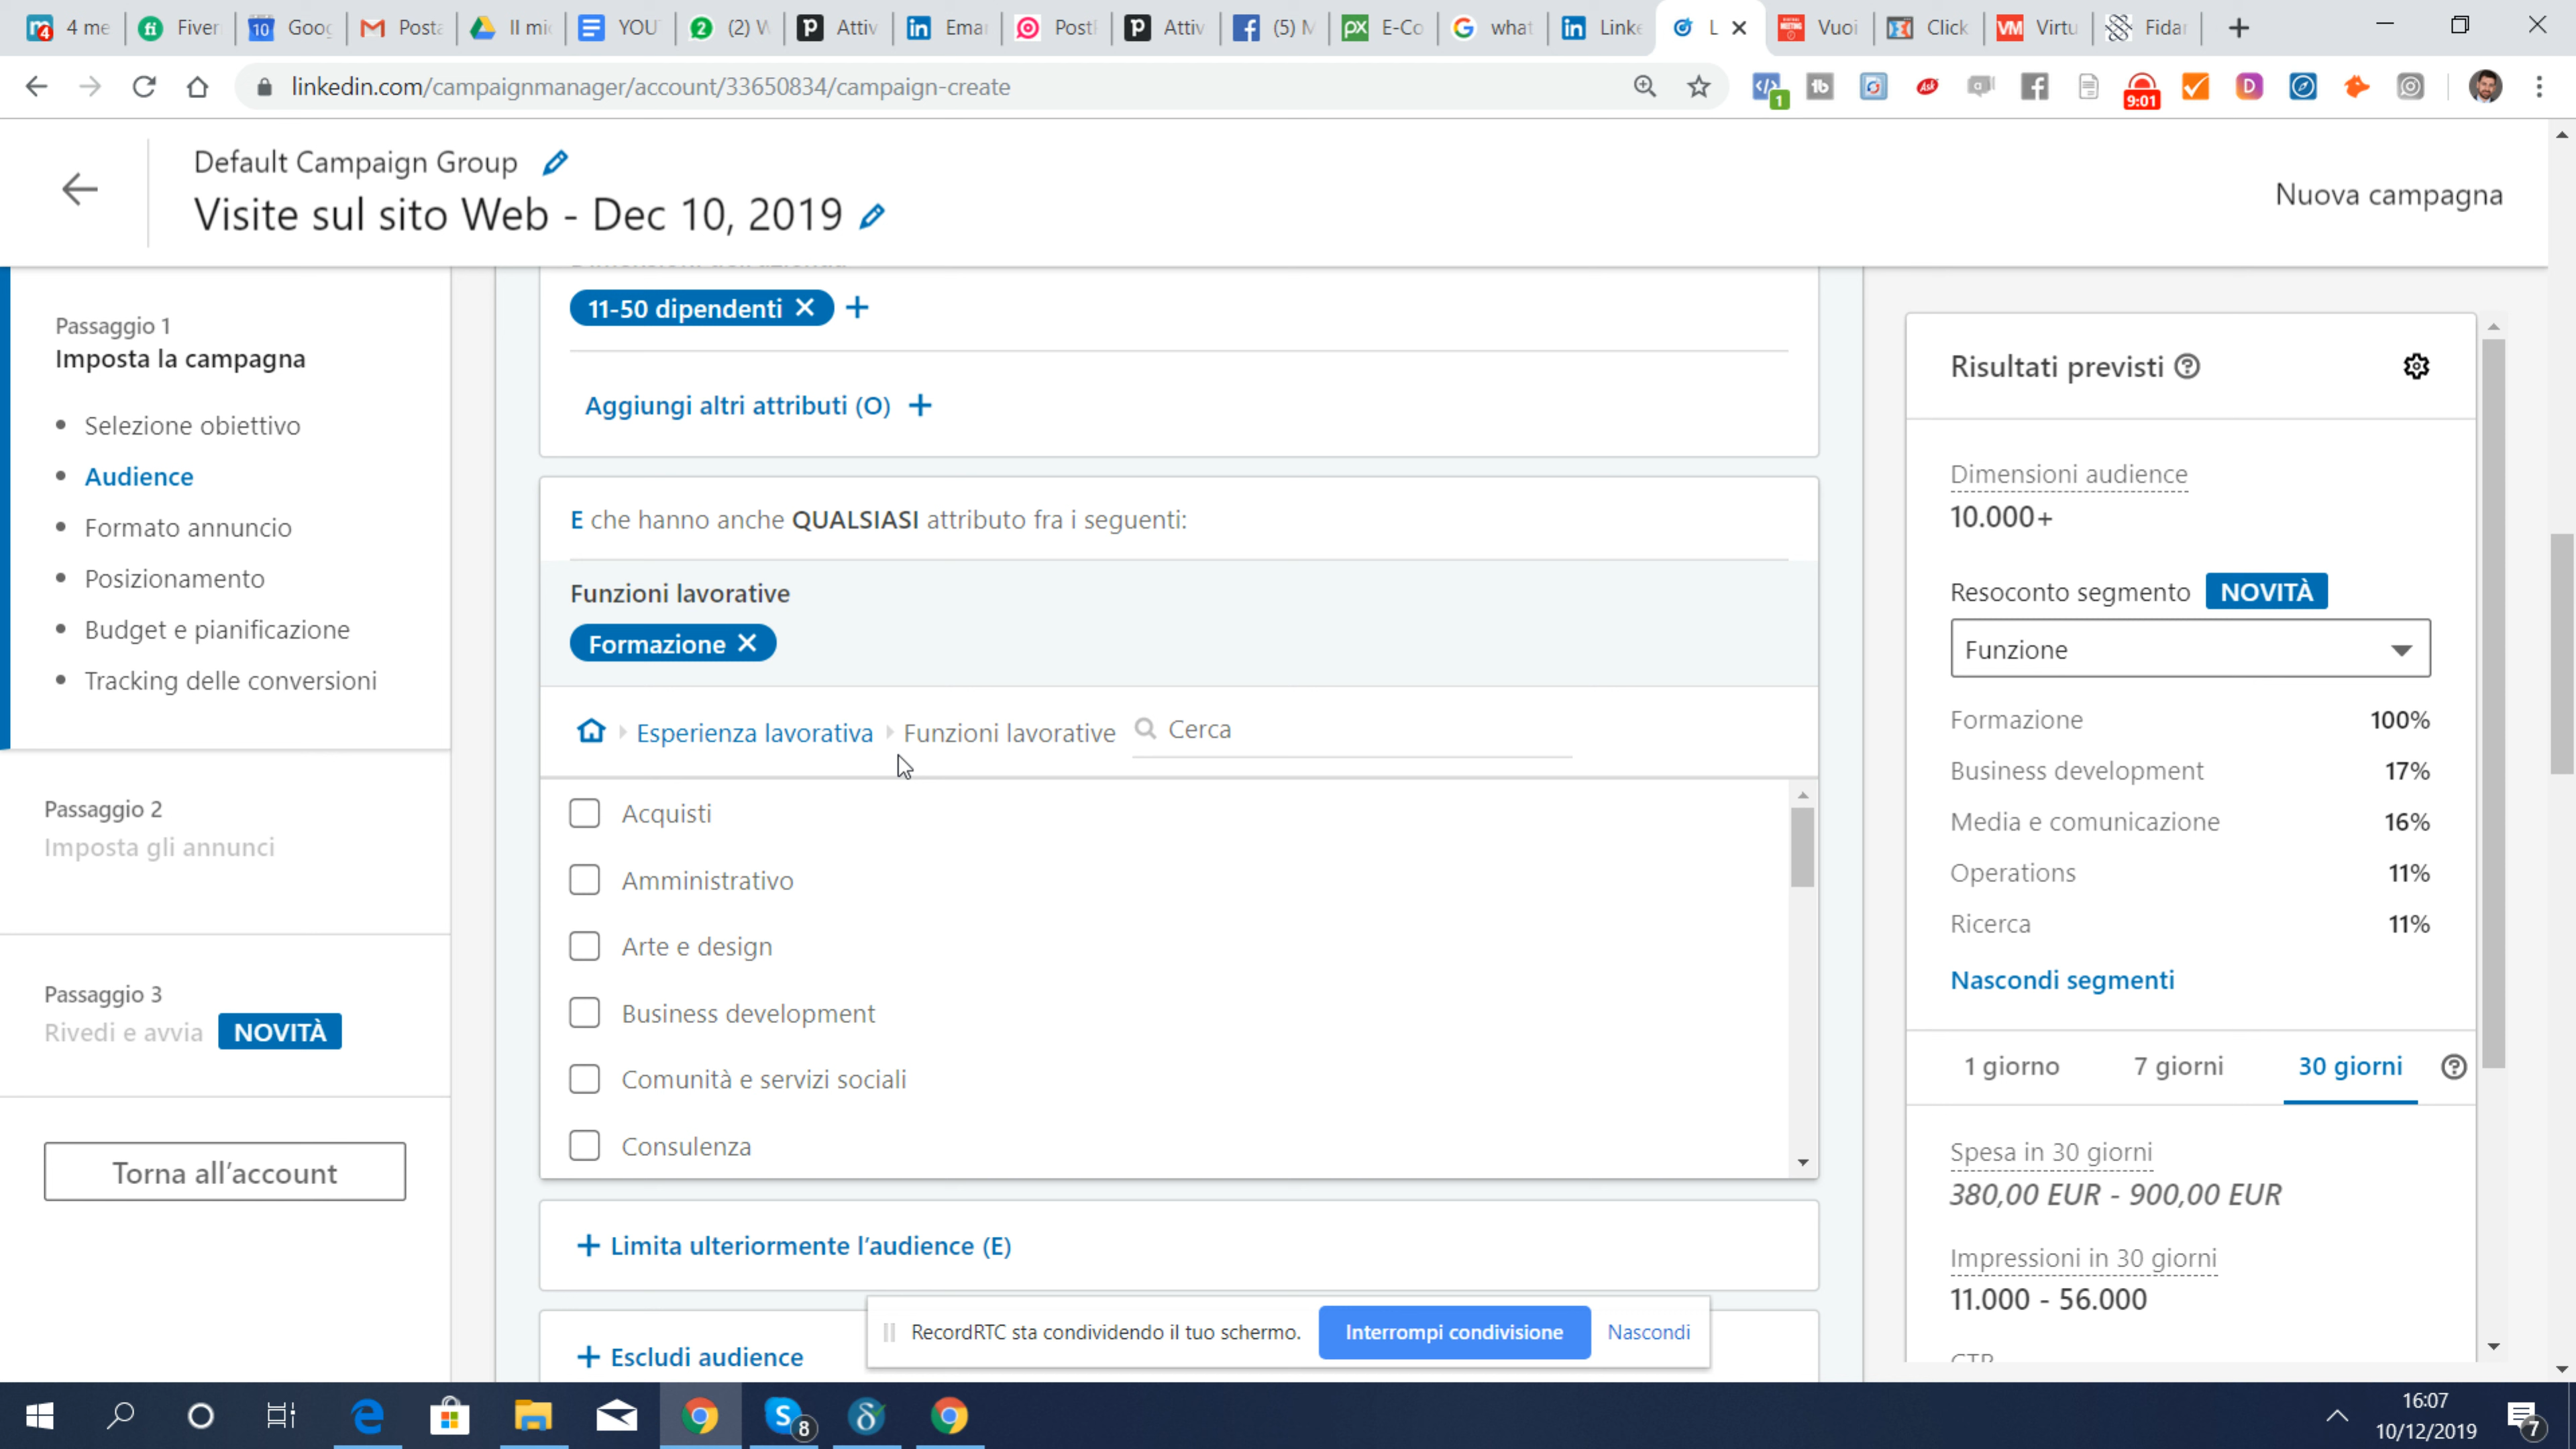 4 me
Fiver
Goog
Posta
Il mio
YOU
(2) W
Attiv
Emai
Post
Attiv
(5) M
E-Co
what
Linke
L
Vuoi
Click
Virtu
Fidar
linkedin.com/campaignmanager/account/33650834/campaign-create
9:01
Default Campaign Group
Visite sul sito Web - Dec 10, 2019
Nuova campagna
Passaggio 1
Imposta la campagna
Selezione obiettivo
Audience
Formato annuncio
Posizionamento
Budget e pianificazione
Tracking delle conversioni
Passaggio 2
Imposta gli annunci
Passaggio 3
Rivedi e avvia NOVITÀ
Torna all’account
11-50 dipendenti
Aggiungi altri attributi (O)
E che hanno anche QUALSIASI attributo fra i seguenti:
Funzioni lavorative
Formazione
Esperienza lavorativa Funzioni lavorative Cerca
Acquisti
Amministrativo
Arte e design
Business development
Comunità e servizi sociali
Consulenza
Limita ulteriormente l’audience (E)
Escludi audience
RecordRTC sta condividendo il tuo schermo. Interrompi condivisione Nascondi
Risultati previsti
Dimensioni audience
10.000+
Resoconto segmento NOVITÀ
Funzione
Formazione 100%
Business development 17%
Media e comunicazione 16%
Operations 11%
Ricerca 11%
Nascondi segmenti
1 giorno 7 giorni 30 giorni
Spesa in 30 giorni
380,00 EUR - 900,00 EUR
Impressioni in 30 giorni
11.000 - 56.000
16:07
10/12/2019